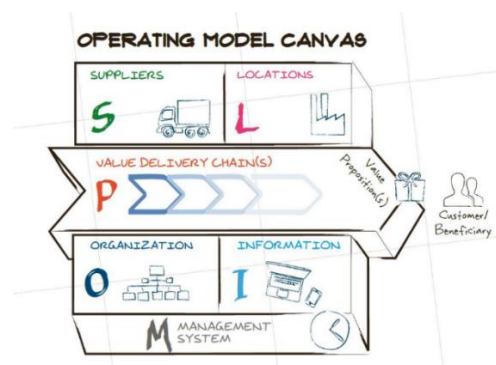 OPERATING MODEL CANVAS
SUPPLIERS
S
LOCATIONS
L
VALUE DELIVERY CHAIN(S)
P
Value
Proposition(s)
Customer/
Beneficiary
ORGANIZATION
O
INFORMATION
I
M MANAGEMENT
SYSTEM